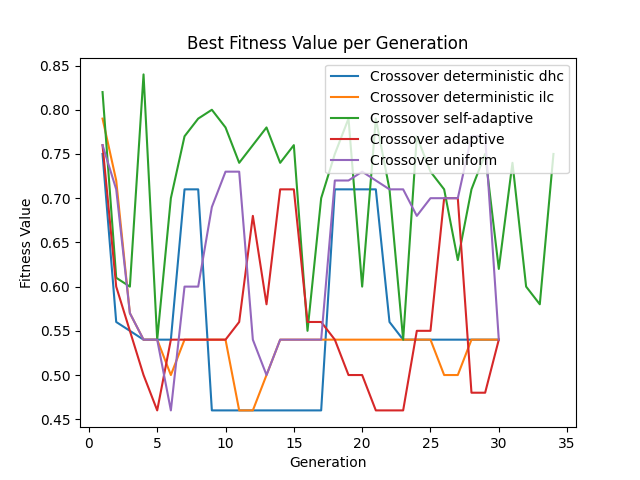 Best Fitness Value per Generation
Crossover deterministic dhc
Crossover deterministic ilc
Crossover self-adaptive
Crossover adaptive
Crossover uniform
Fitness Value
0.85
0.80
0.75
0.70
0.65
0.60
0.55
0.50
0.45
0
5
10
15
20
25
30
35
Generation